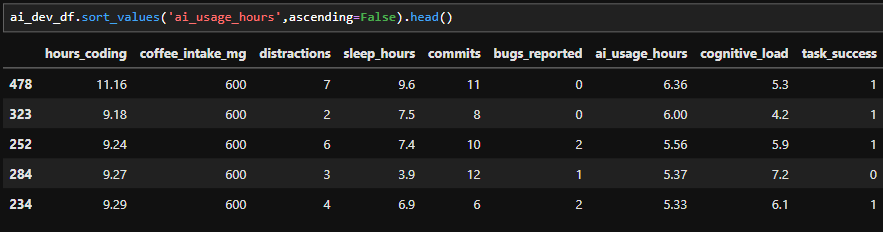 ai_dev_df.sort_values('ai_usage_hours',ascending=False).head()
hours_coding coffee_intake_mg distractions sleep_hours commits bugs_reported ai_usage_hours cognitive_load task_success
478 11.16 600 7 9.6 11 0 6.36 5.3 1
323 9.18 600 2 7.5 8 0 6.00 4.2 1
252 9.24 600 6 7.4 10 2 5.56 5.9 1
284 9.27 600 3 3.9 12 1 5.37 7.2 0
234 9.29 600 4 6.9 6 2 5.33 6.1 1